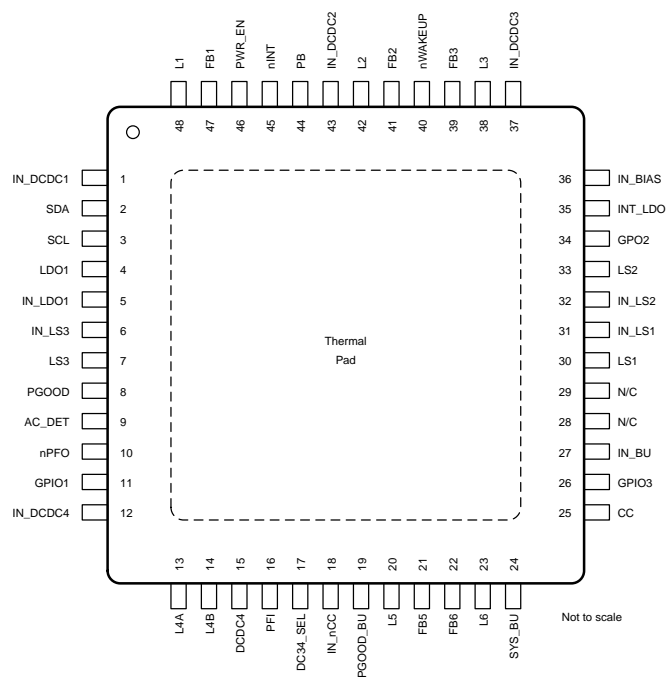 L1
FB1
PWR_EN
nINT
PB
IN_DCDC2
L2
FB2
nWAKEUP
FB3
L3
IN_DCDC3
48
47
46
45
44
43
42
41
40
39
38
37
IN_DCDC1 1
SDA 2
SCL 3
LDO1 4
IN_LDO1 5
IN_LS3 6
LS3 7
PGOOD 8
AC_DET 9
nPFO 10
GPIO1 11
IN_DCDC4 12
Thermal
Pad
36 IN_BIAS
35 INT_LDO
34 GPO2
33 LS2
32 IN_LS2
31 IN_LS1
30 LS1
29 N/C
28 N/C
27 IN_BU
26 GPIO3
25 CC
13
14
15
16
17
18
19
20
21
22
23
24
L4A
L4B
DCDC4
PFI
DC34_SEL
IN_nCC
PGOOD_BU
L5
FB5
FB6
L6
SYS_BU
Not to scale